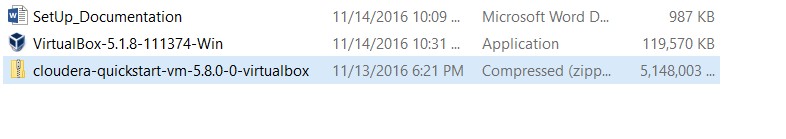 SetUp_Documentation 11/14/2016 10:09 ... Microsoft Word D... 987 KB
VirtualBox-5.1.8-111374-Win 11/14/2016 10:31 ... Application 119,570 KB
cloudera-quickstart-vm-5.8.0-0-virtualbox 11/13/2016 6:21 PM Compressed (zipp... 5,148,003 ...